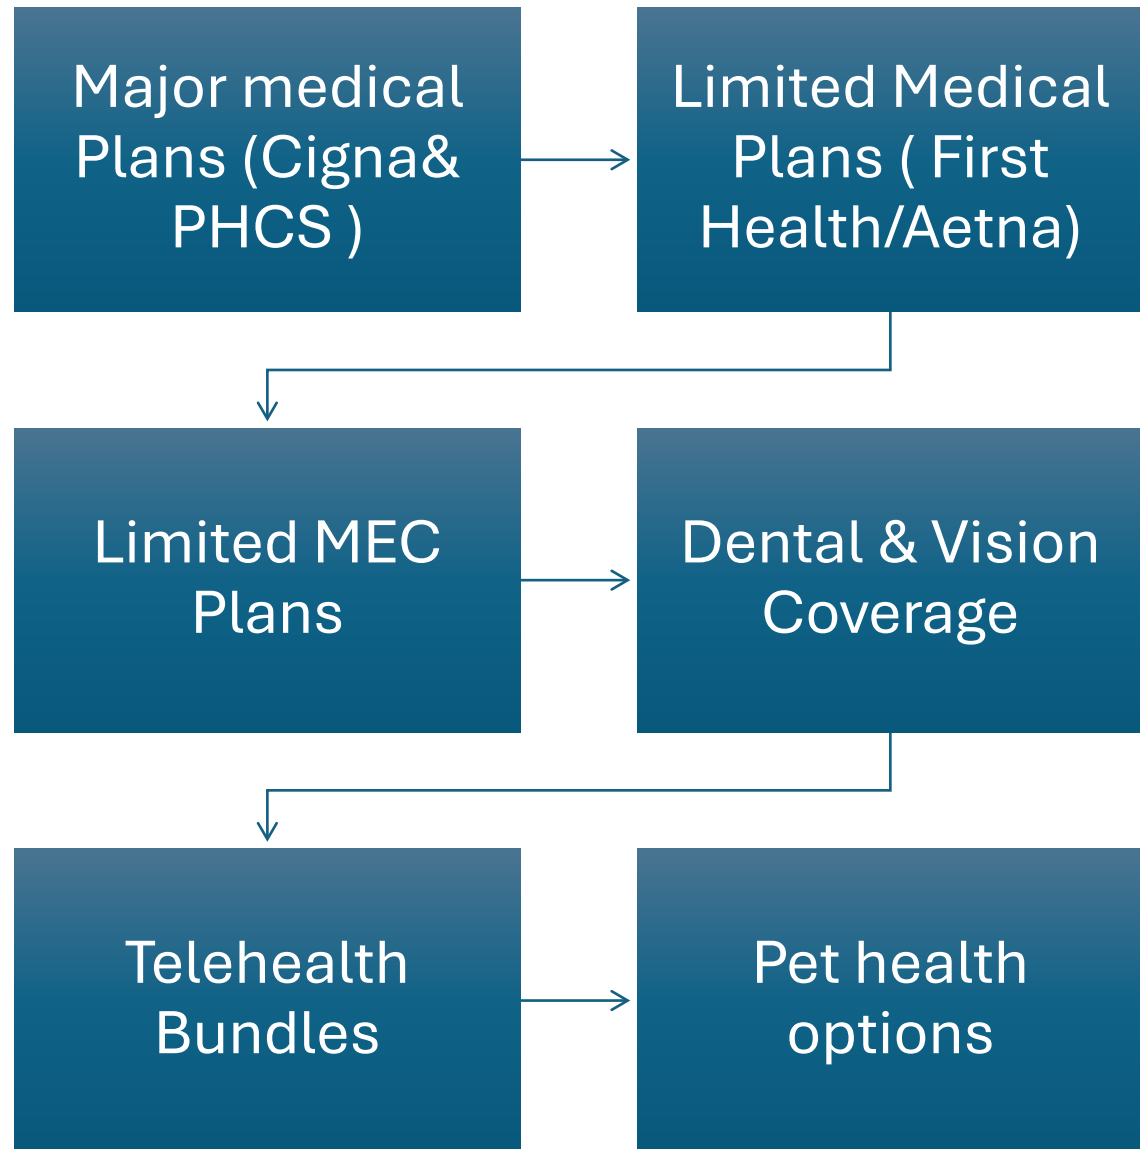 Major medical
Plans (Cigna&
PHCS )
Limited Medical
Plans ( First
Health/Aetna)
Limited MEC
Plans
Dental & Vision
Coverage
Telehealth
Bundles
Pet health
options